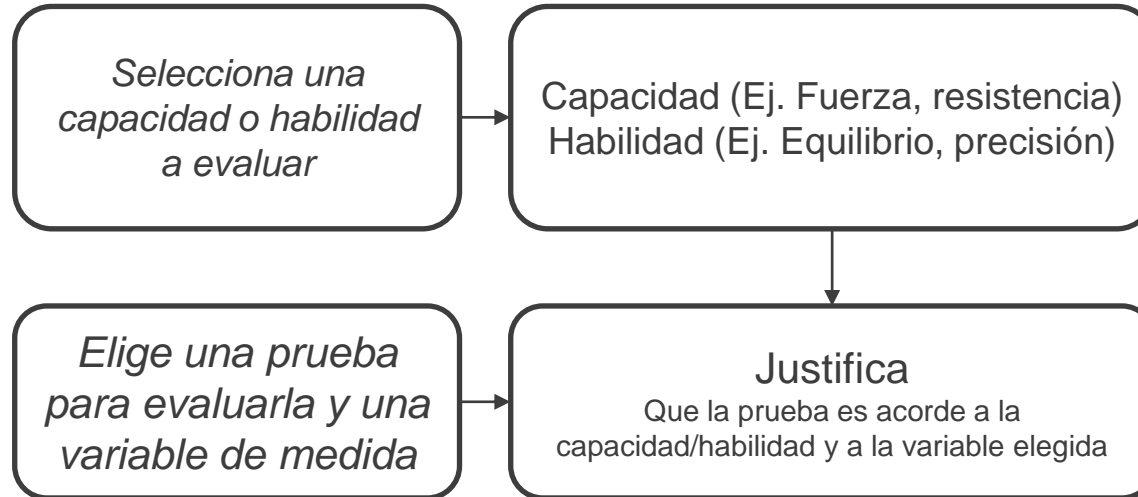 Selecciona una
capacidad o habilidad
a evaluar
Capacidad (Ej. Fuerza, resistencia)
Habilidad (Ej. Equilibrio, precisión)
Elige una prueba
para evaluarla y una
variable de medida
Justifica
Que la prueba es acorde a la
capacidad/habilidad y a la variable elegida